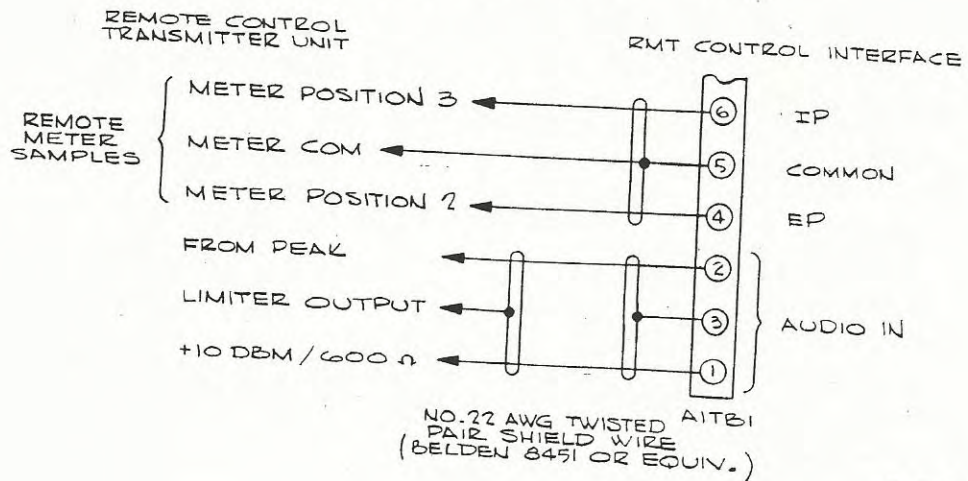 REMOTE CONTROL
TRANSMITTER UNIT
RMT CONTROL INTERFACE
REMOTE
METER
SAMPLES
METER POSITION 3
6
IP
METER COM
5
COMMON
METER POSITION 2
4
EP
FROM PEAK
2
LIMITER OUTPUT
3
AUDIO IN
+10 DBM/600 Ω
1
A1TB1
NO.22 AWG TWISTED
PAIR SHIELD WIRE
(BELDEN 8451 OR EQUIV.)